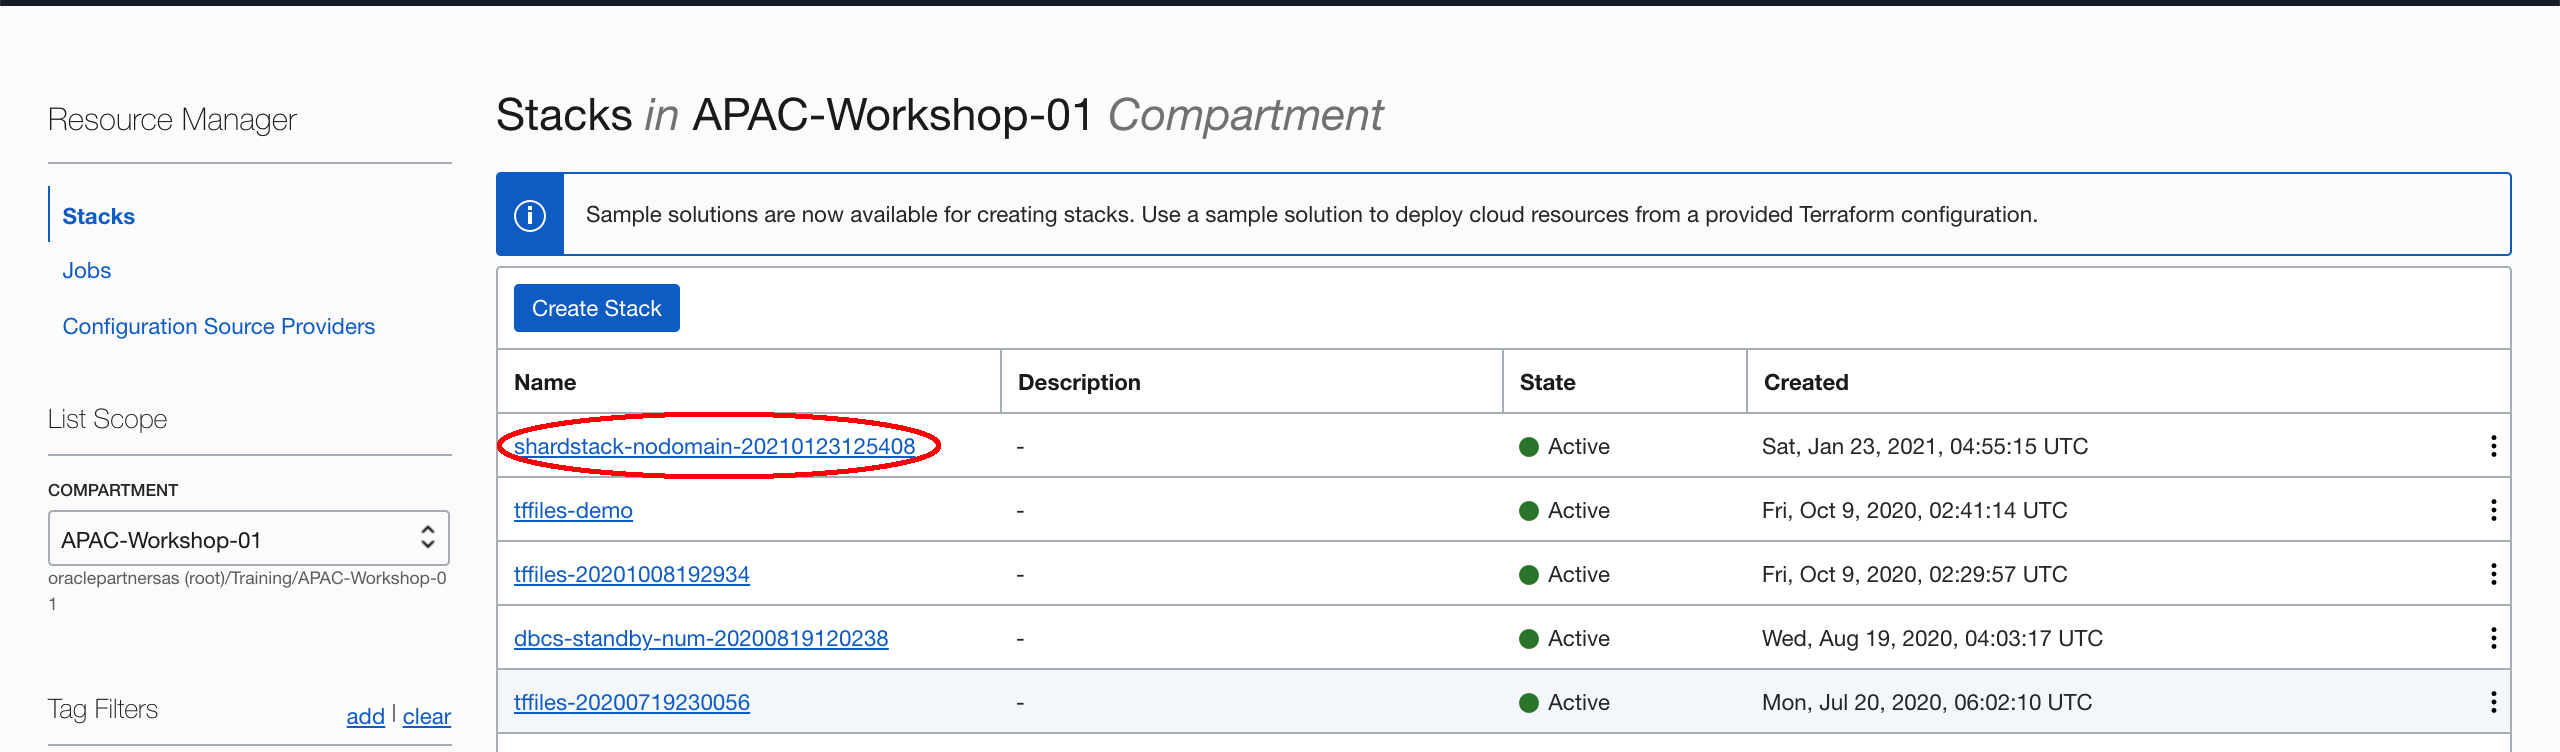 Resource Manager
Stacks
Jobs
Configuration Source Providers
List Scope
COMPARTMENT
APAC-Workshop-01
oraclepartnersas (root)/Training/APAC-Workshop-0
1
Tag Filters add | clear
Stacks in APAC-Workshop-01 Compartment
Sample solutions are now available for creating stacks. Use a sample solution to deploy cloud resources from a provided Terraform configuration.
Create Stack
Name Description State Created
shardstack-nodomain-20210123125408 - Active Sat, Jan 23, 2021, 04:55:15 UTC
tffiles-demo - Active Fri, Oct 9, 2020, 02:41:14 UTC
tffiles-20201008192934 - Active Fri, Oct 9, 2020, 02:29:57 UTC
dbcs-standby-num-20200819120238 - Active Wed, Aug 19, 2020, 04:03:17 UTC
tffiles-20200719230056 - Active Mon, Jul 20, 2020, 06:02:10 UTC